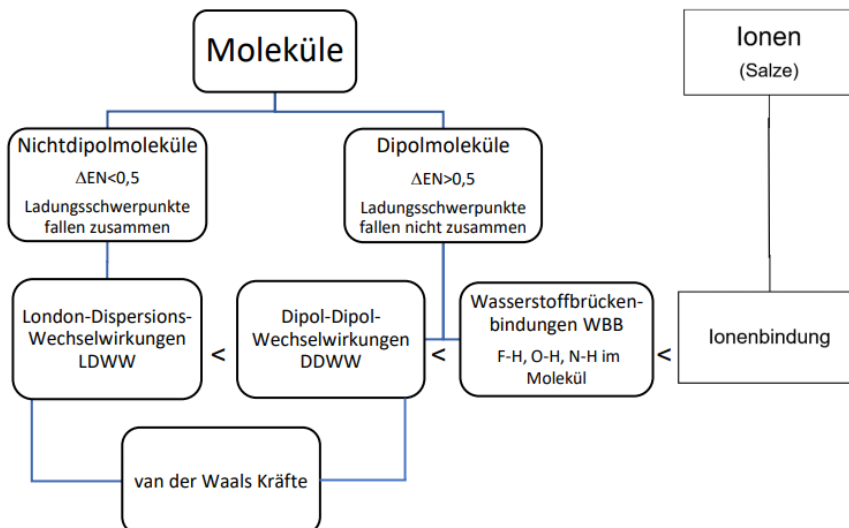 Moleküle
Ionen
(Salze)
Nichtdipolmoleküle
ΔEN<0,5
Ladungsschwerpunkte
fallen zusammen
Dipolmoleküle
ΔEN>0,5
Ladungsschwerpunkte
fallen nicht zusammen
London-Dispersions-
Wechselwirkungen
LDWW
<
Dipol-Dipol-
Wechselwirkungen
DDWW
<
Wasserstoffbrücken-
bindungen WBB
F-H, O-H, N-H im
Molekül
<
Ionenbindung
van der Waals Kräfte